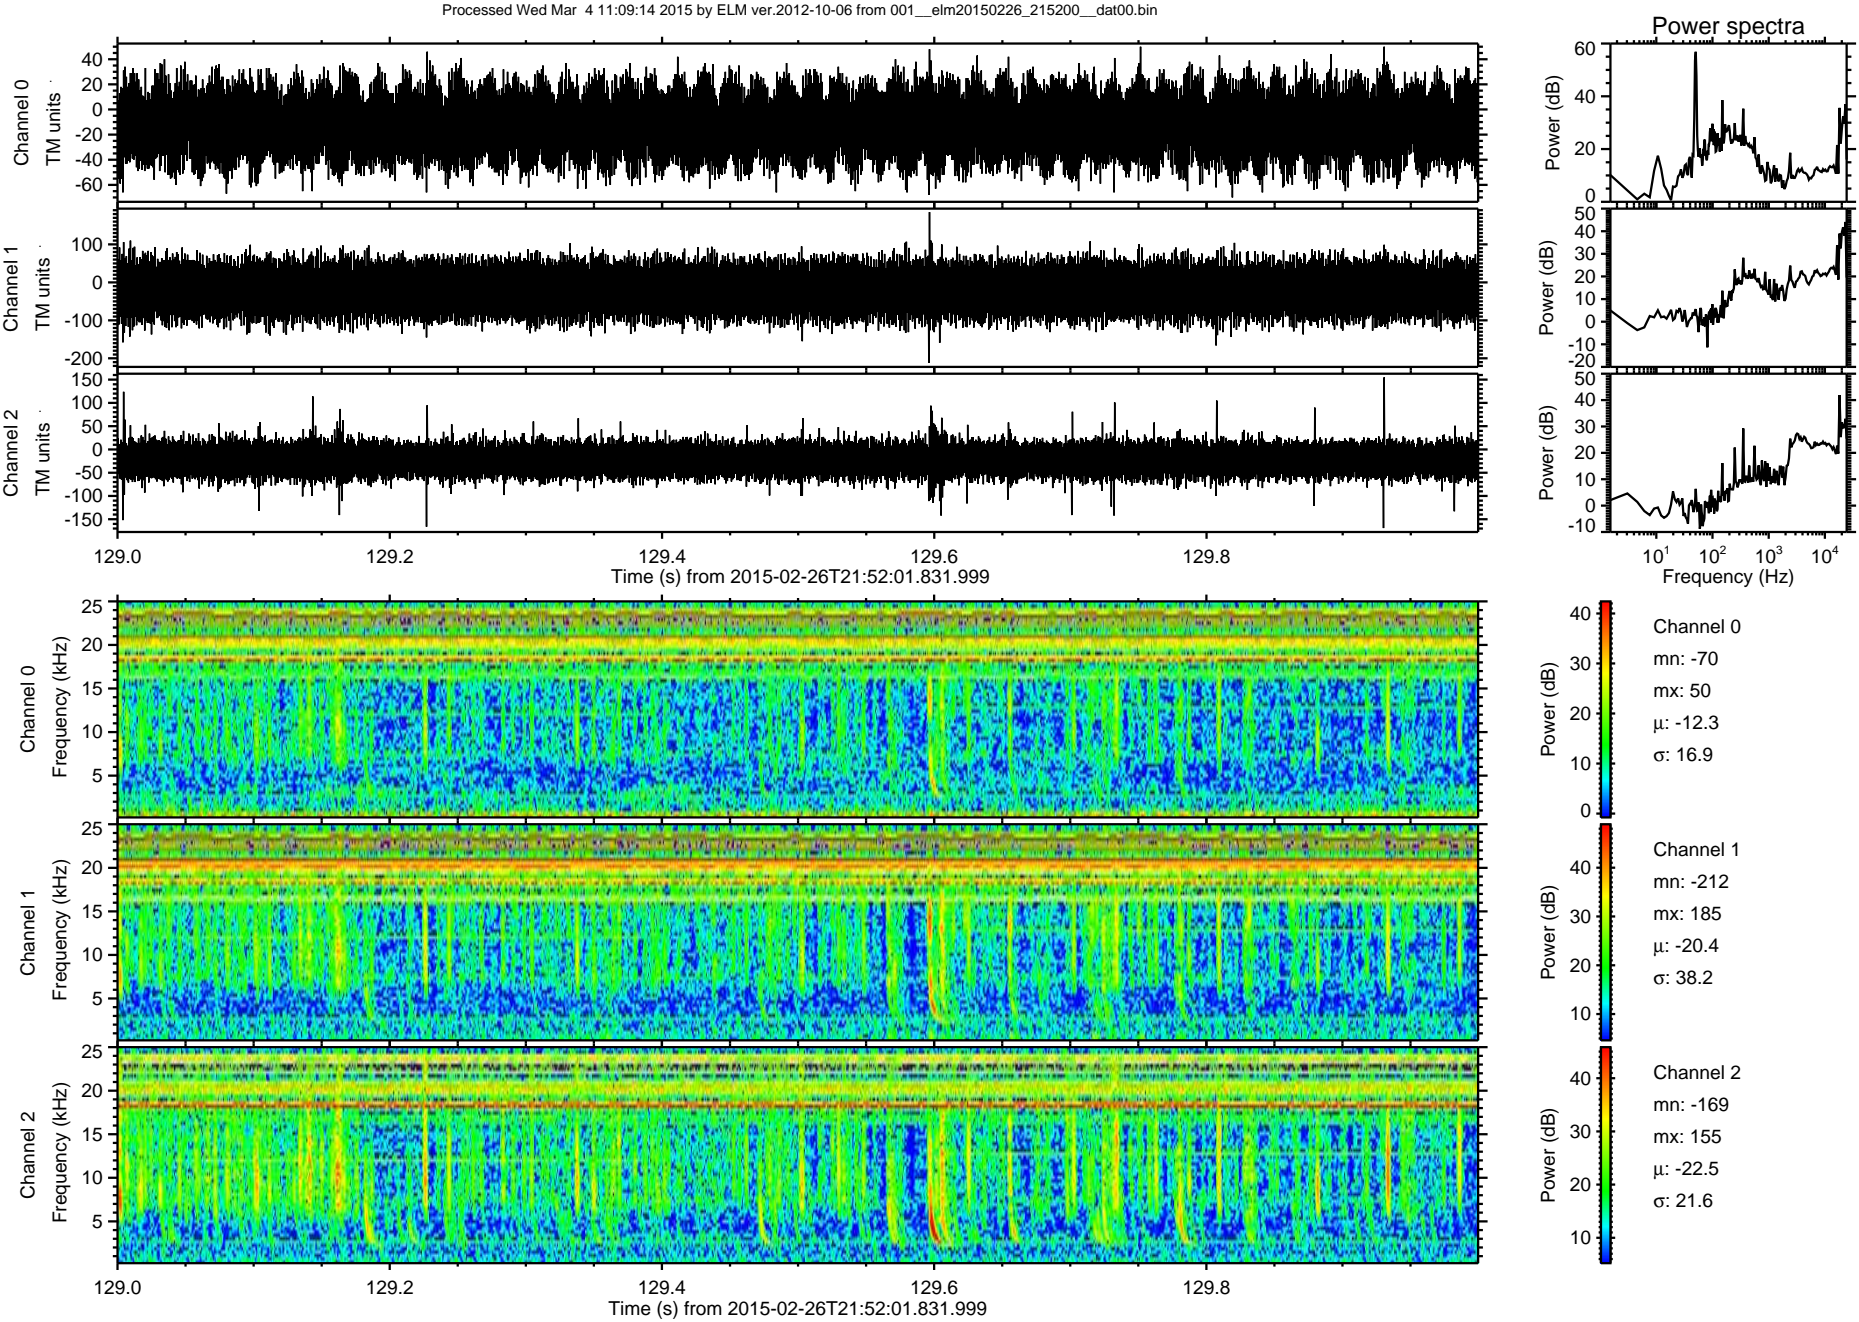 Processed Wed Mar 4 11:09:14 2015 by ELM ver.2012-10-06 from 001__elm20150226_215200__dat00.bin
Power spectra
Channel 0
TM units
40
20
0
-20
-40
-60
Power (dB)
60
40
20
0
Channel 1
TM units
100
0
-100
-200
Power (dB)
50
40
30
20
10
0
-10
-20
Channel 2
TM units
150
100
50
0
-50
-100
-150
Power (dB)
50
40
30
20
10
0
-10
129.0 129.2 129.4 129.6 129.8
Time (s) from 2015-02-26T21:52:01.831.999
10¹ 10² 10³ 10⁴
Frequency (Hz)
Channel 0
Frequency (kHz)
25
20
15
10
5
Power (dB)
40
30
20
10
0
Channel 0
mn: -70
mx: 50
μ: -12.3
σ: 16.9
Channel 1
Frequency (kHz)
25
20
15
10
5
Power (dB)
40
30
20
10
Channel 1
mn: -212
mx: 185
μ: -20.4
σ: 38.2
Channel 2
Frequency (kHz)
25
20
15
10
5
Power (dB)
40
30
20
10
Channel 2
mn: -169
mx: 155
μ: -22.5
σ: 21.6
129.0 129.2 129.4 129.6 129.8
Time (s) from 2015-02-26T21:52:01.831.999